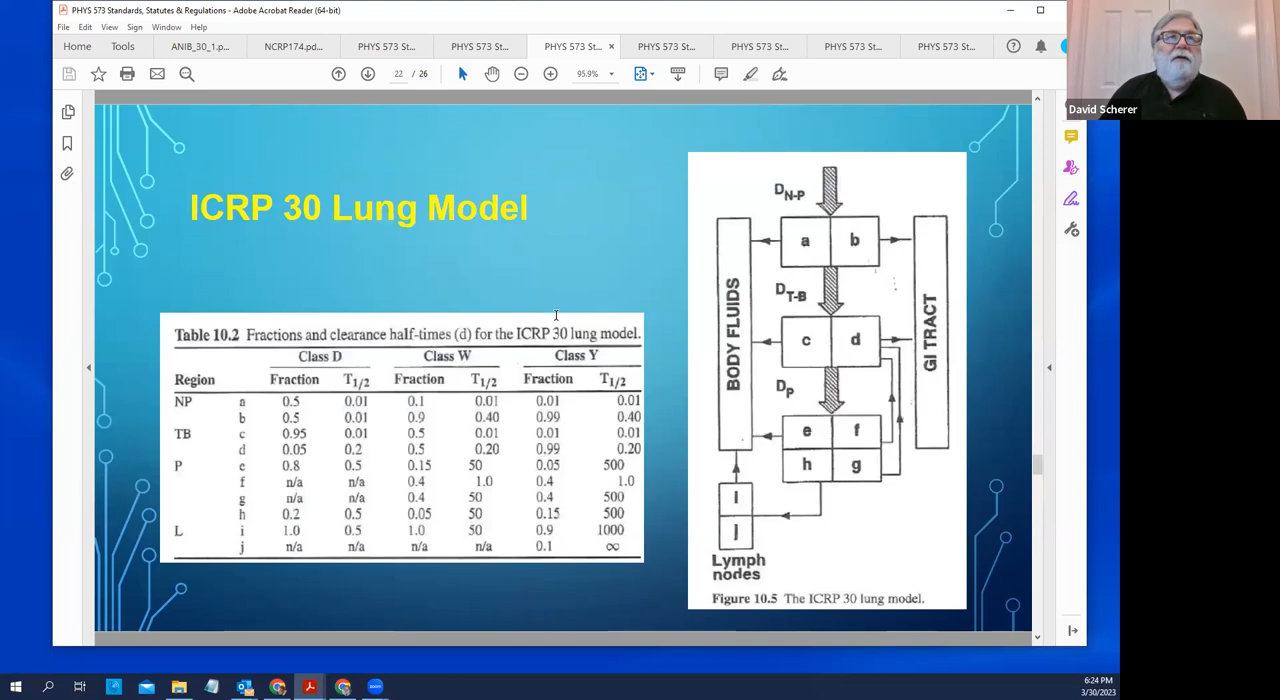 PHYS 573 Standards, Statutes & Regulations - Adobe Acrobat Reader (64-bit)
File Edit View Sign Window Help
Home Tools ANIB_30_1.p... NCRP174.pd... PHYS 573 St... PHYS 573 St... PHYS 573 St... × PHYS 573 St... PHYS 573 St... PHYS 573 St... PHYS 573 St...
22 / 26 95.9%
David Scherer
ICRP 30 Lung Model
Table 10.2 Fractions and clearance half-times (d) for the ICRP 30 lung model.
Class D Class W Class Y
Region Fraction T1/2 Fraction T1/2 Fraction T1/2
NP a 0.5 0.01 0.1 0.01 0.01 0.01
b 0.5 0.01 0.9 0.40 0.99 0.40
TB c 0.95 0.01 0.5 0.01 0.01 0.01
d 0.05 0.2 0.5 0.20 0.99 0.20
P e 0.8 0.5 0.15 50 0.05 500
f n/a n/a 0.4 1.0 0.4 1.0
g n/a n/a 0.4 50 0.4 500
h 0.2 0.5 0.05 50 0.15 500
L i 1.0 0.5 1.0 50 0.9 1000
j n/a n/a n/a n/a 0.1 ∞
DN-P
a b
DT-B
c d
DP
e f
h g
i
j
BODY FLUIDS
GI TRACT
Lymph
nodes
Figure 10.5 The ICRP 30 lung model.
6:24 PM
3/30/2023